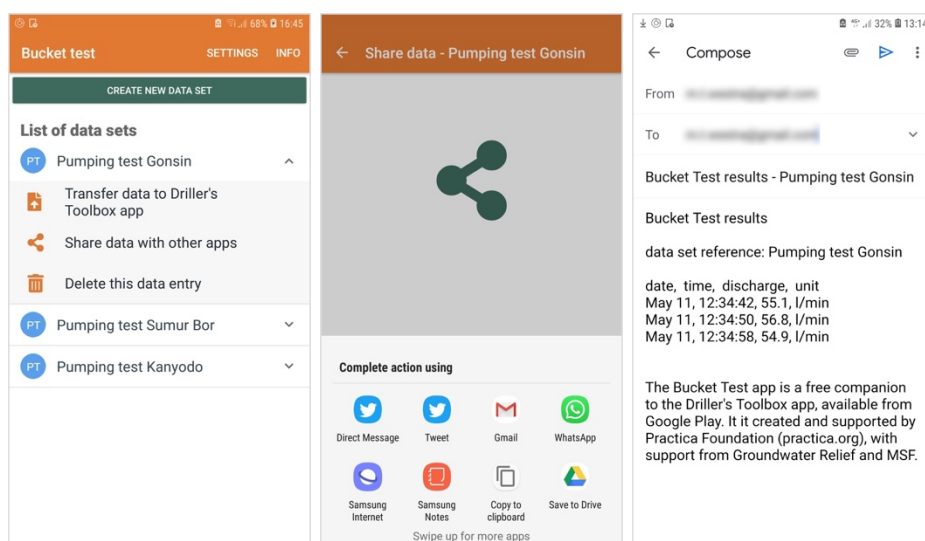 68% 16:45
Bucket test SETTINGS INFO
CREATE NEW DATA SET
List of data sets
PT Pumping test Gonsin
Transfer data to Driller's
Toolbox app
Share data with other apps
Delete this data entry
PT Pumping test Sumur Bor
PT Pumping test Kanyodo
← Share data - Pumping test Gonsin
Complete action using
Direct Message Tweet Gmail WhatsApp
Samsung Internet Samsung Notes Copy to clipboard Save to Drive
Swipe up for more apps
32% 13:14
← Compose
From
To
Bucket Test results - Pumping test Gonsin
Bucket Test results
data set reference: Pumping test Gonsin
date, time, discharge, unit
May 11, 12:34:42, 55.1, l/min
May 11, 12:34:50, 56.8, l/min
May 11, 12:34:58, 54.9, l/min
The Bucket Test app is a free companion
to the Driller's Toolbox app, available from
Google Play. It it created and supported by
Practica Foundation (practica.org), with
support from Groundwater Relief and MSF.